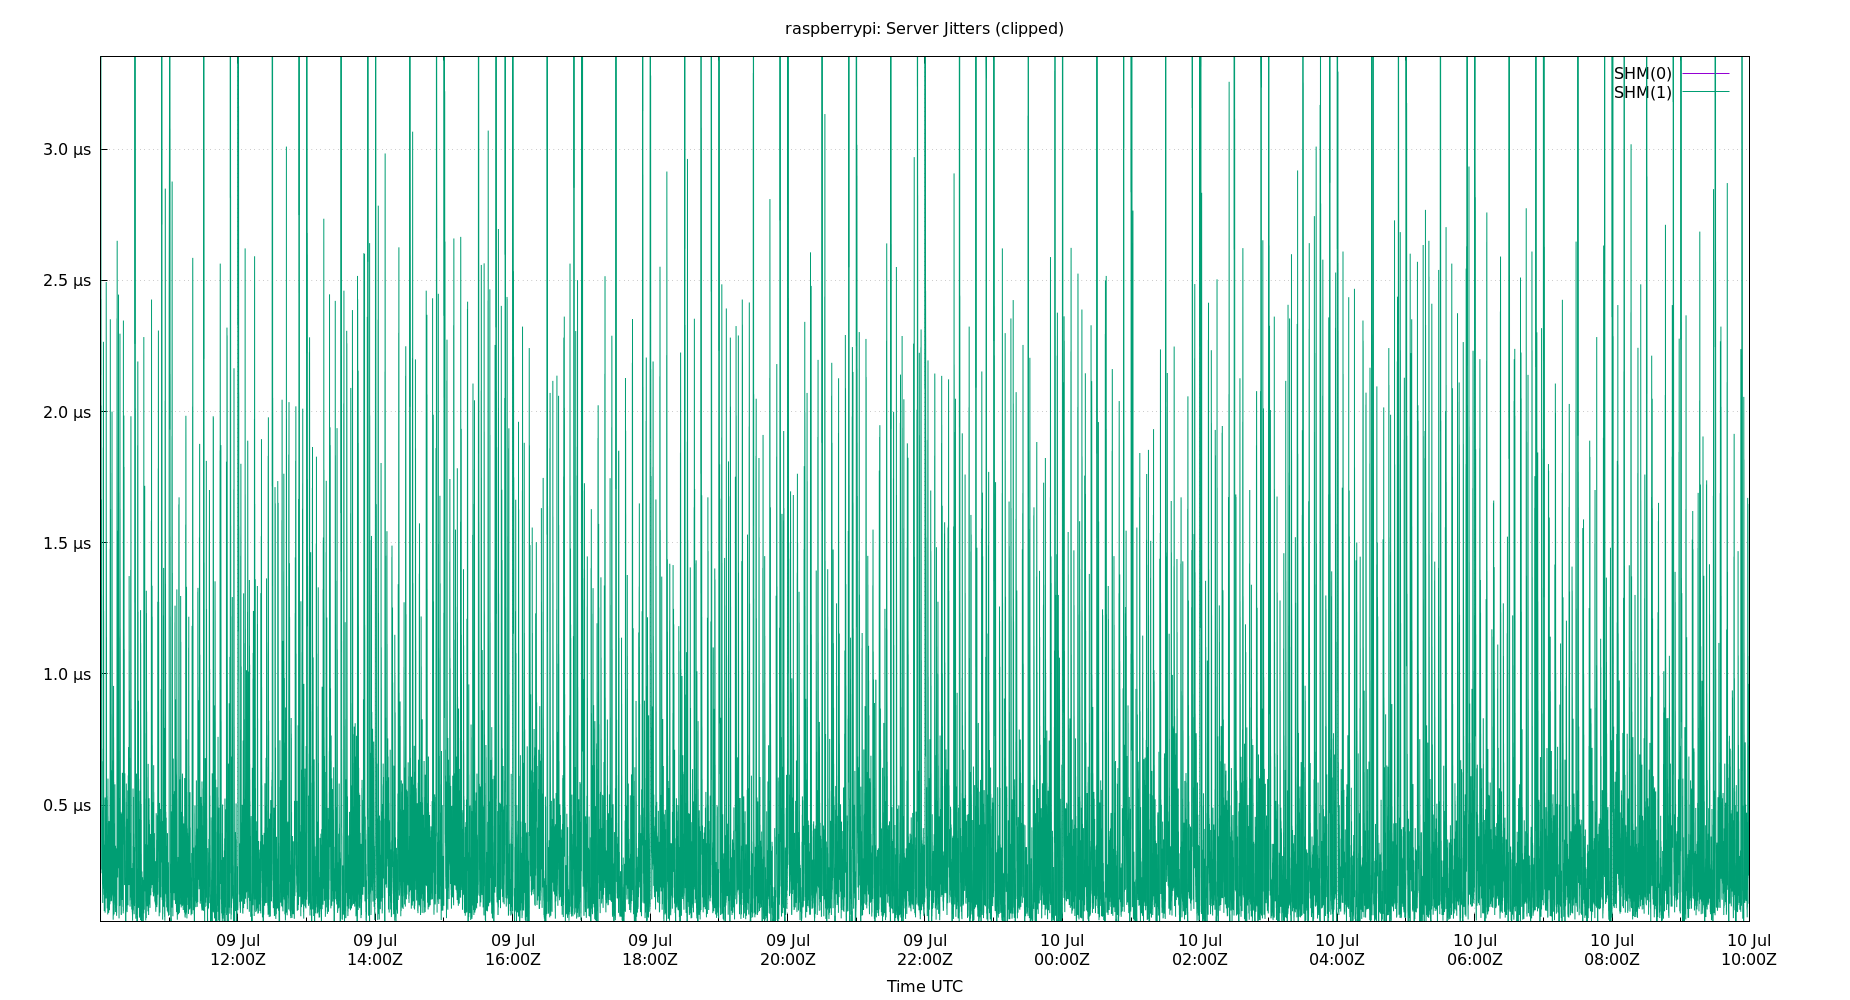 raspberrypi: Server Jitters (clipped)
SHM(0)
SHM(1)
3.0 µs
2.5 µs
2.0 µs
1.5 µs
1.0 µs
0.5 µs
09 Jul 09 Jul 09 Jul 09 Jul 09 Jul 09 Jul 10 Jul 10 Jul 10 Jul 10 Jul 10 Jul 10 Jul
12:00Z 14:00Z 16:00Z 18:00Z 20:00Z 22:00Z 00:00Z 02:00Z 04:00Z 06:00Z 08:00Z 10:00Z
Time UTC